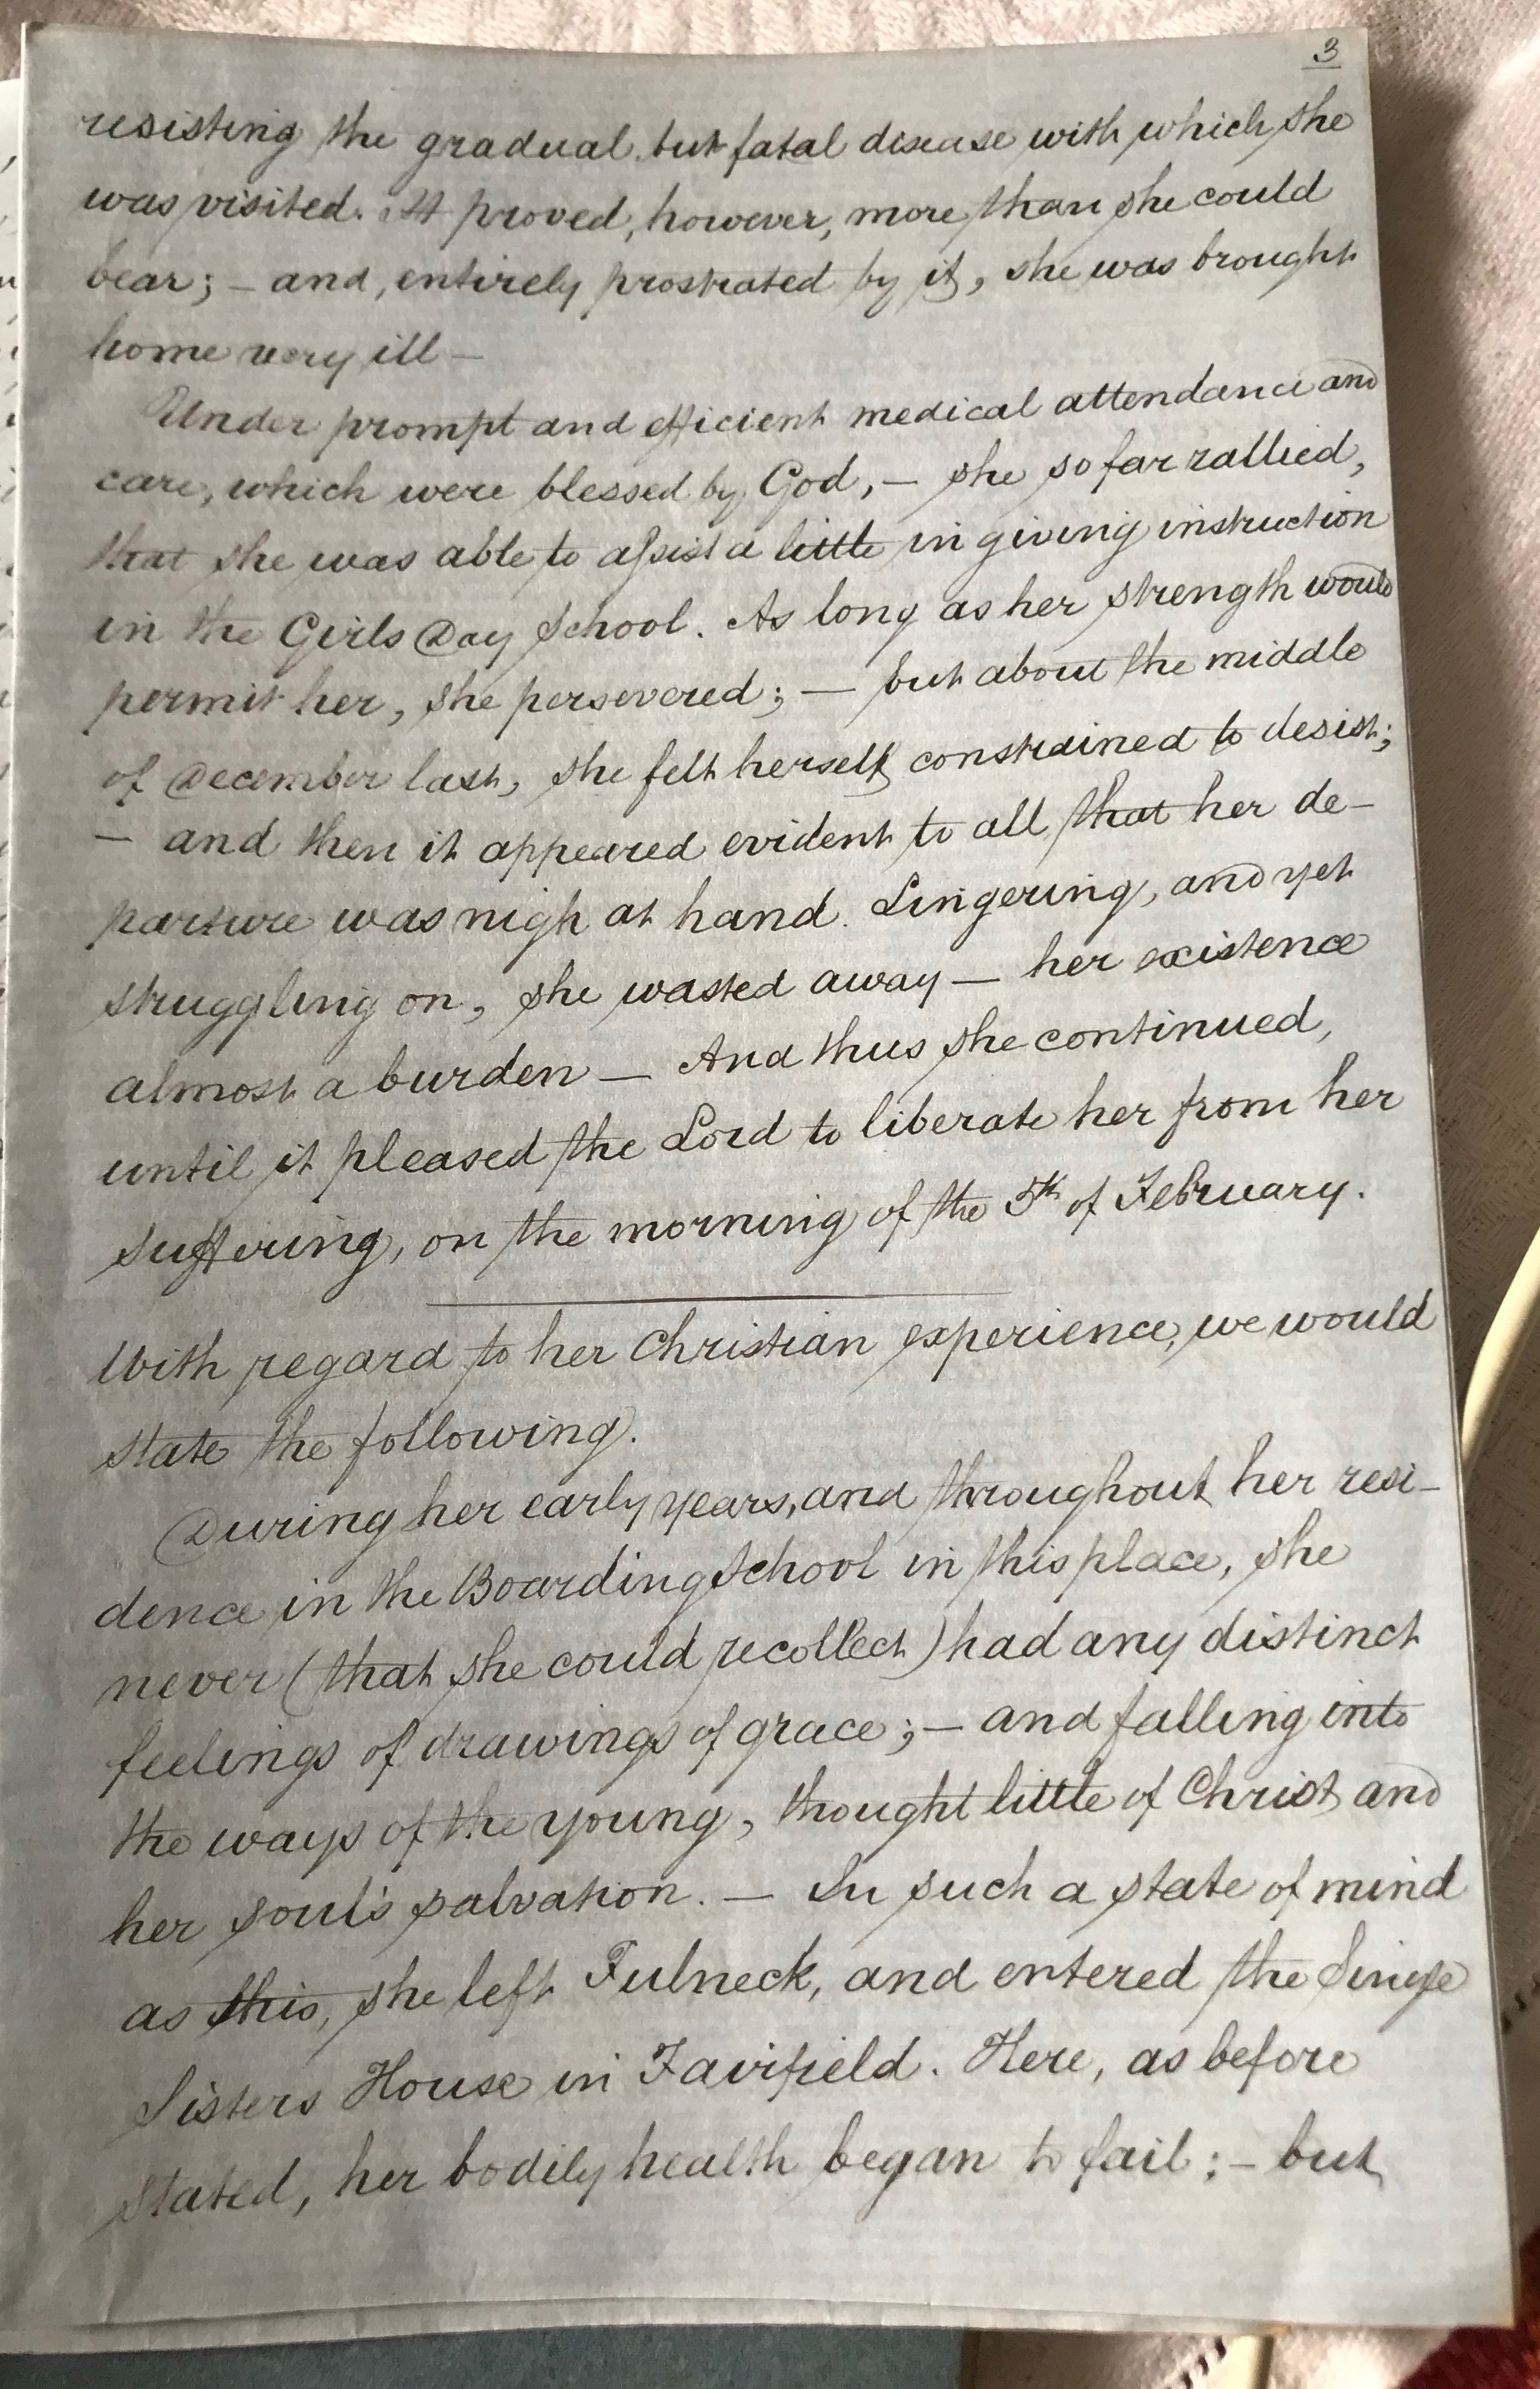 3
resisting the gradual but fatal disease with which she
was visited. It proved, however, more than she could
bear; – and, entirely prostrated by it, she was brought
home very ill –
Under prompt and efficient medical attendance and
care, which were blessed by God, – she so far rallied,
that she was able to assist a little in giving instruction
in the Girls Day School. As long as her strength would
permit her, she persevered; – but about the middle
of December last, she felt herself constrained to desist;
– and then it appeared evident to all that her de-
parture was nigh at hand. Lingering, and yet
struggling on, she wasted away – her existence
almost a burden – And thus she continued,
until it pleased the Lord to liberate her from her
suffering, on the morning of the 5th of February.
With regard to her Christian experience, we would
state the following.
During her early years, and throughout her resi-
dence in the Boarding School in this place, she
never (that she could recollect) had any distinct
feelings of drawings of grace; – and falling into
the ways of the young, thought little of Christ and
her soul's salvation. – In such a state of mind
as this, she left Fulneck, and entered the Single
Sisters House in Fairfield. Here, as before
stated, her bodily health began to fail; – but